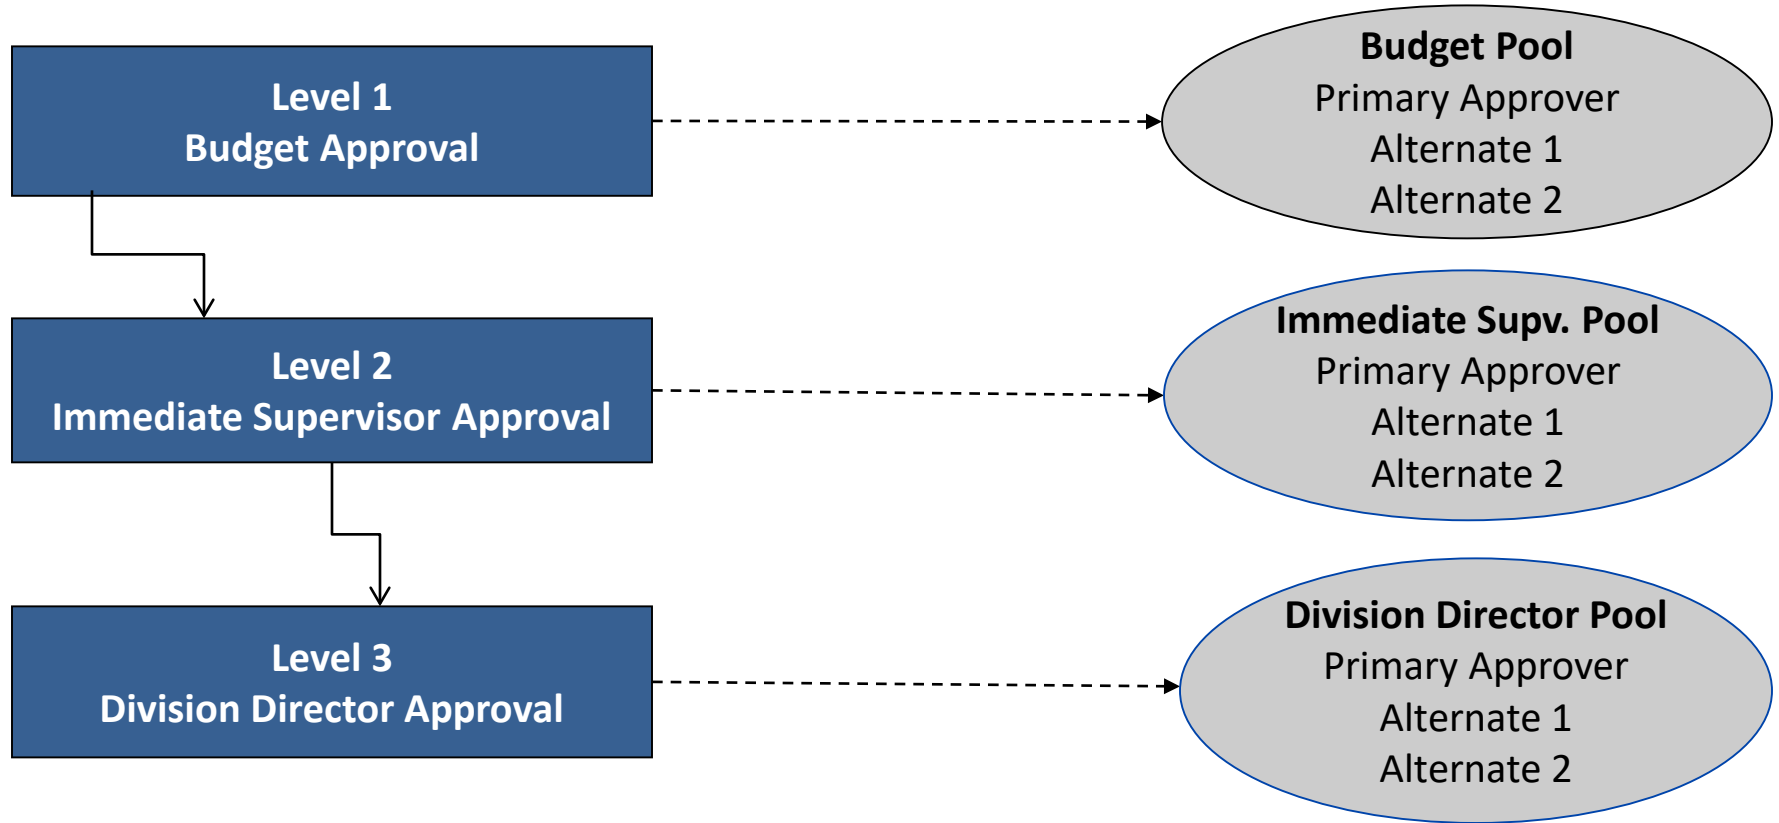 Level 1
Budget Approval
Budget Pool
Primary Approver
Alternate 1
Alternate 2
Level 2
Immediate Supervisor Approval
Immediate Supv. Pool
Primary Approver
Alternate 1
Alternate 2
Level 3
Division Director Approval
Division Director Pool
Primary Approver
Alternate 1
Alternate 2